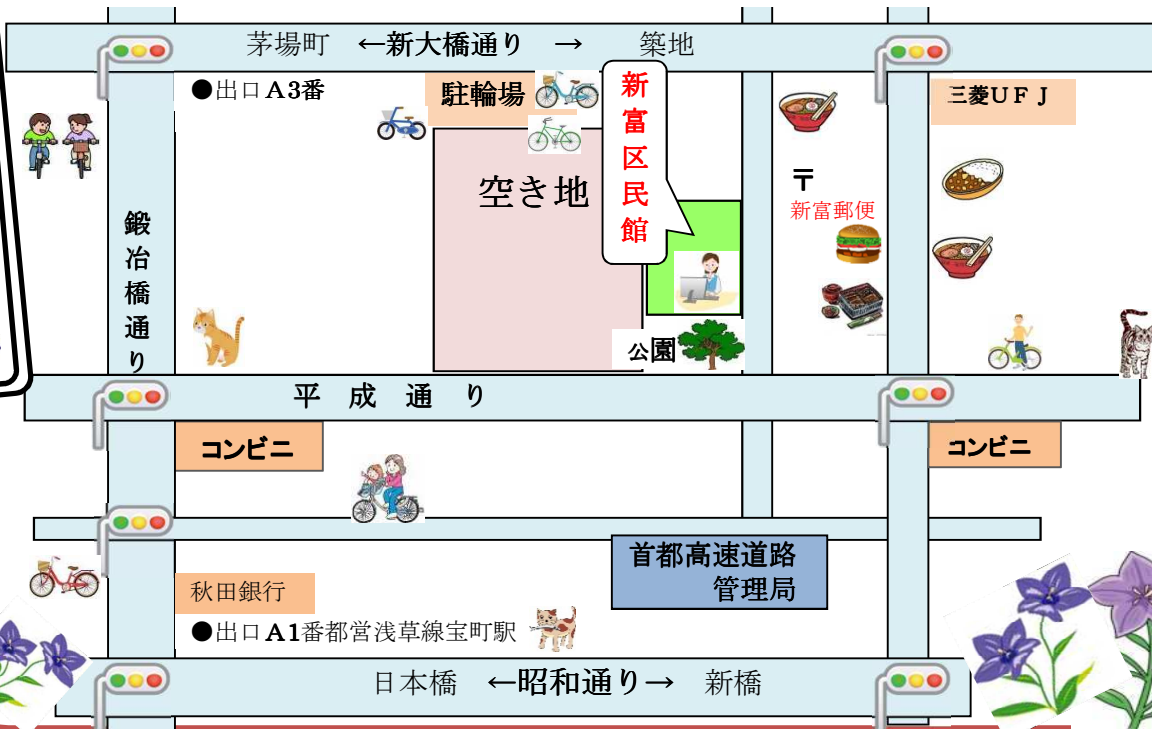 茅場町 ←新大橋通り → 築地
●出口A3番
駐輪場
新富区民館
三菱UFJ
空き地
〒
新富郵便
鍛冶橋通り
公園
平成通り
コンビニ
コンビニ
首都高速道路
管理局
秋田銀行
●出口A1番都営浅草線宝町駅
日本橋 ←昭和通り→ 新橋